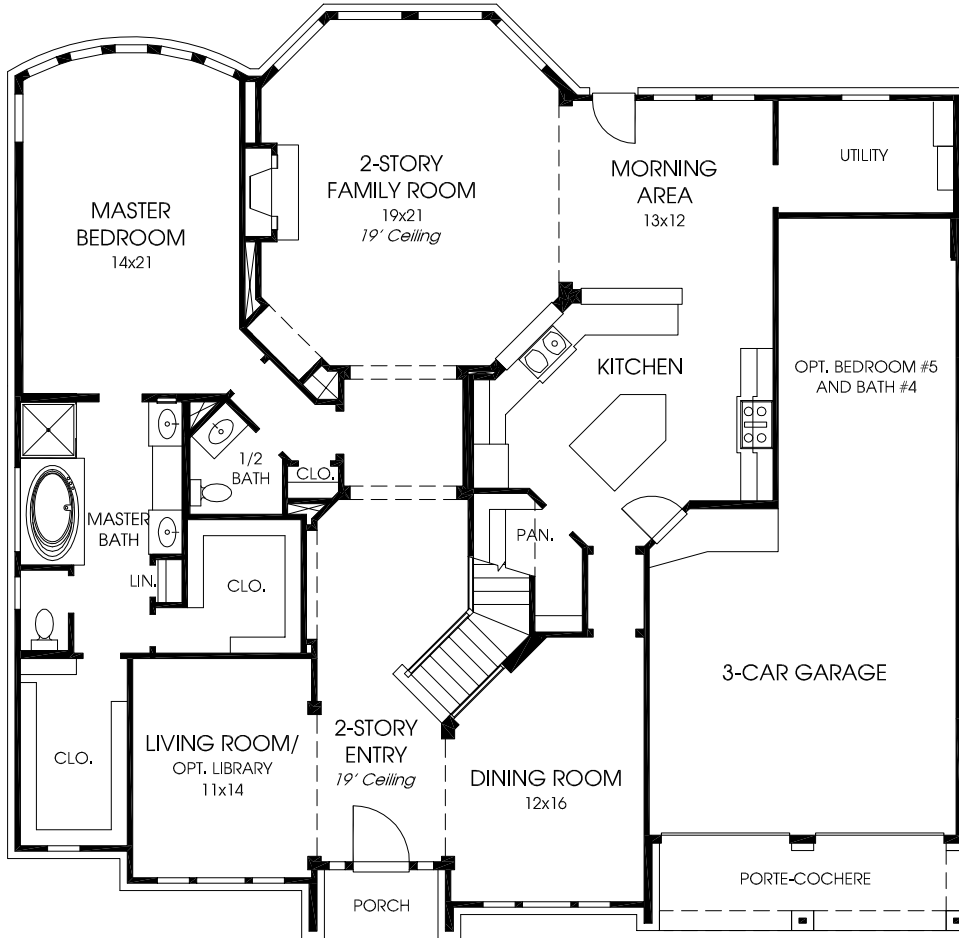 2-STORY
FAMILY ROOM
19x21
19' Ceiling
MORNING
AREA
13x12
UTILITY
MASTER
BEDROOM
14x21
KITCHEN
OPT. BEDROOM #5
AND BATH #4
1/2
BATH
CLO.
MASTER
BATH
PAN.
LIN.
CLO.
3-CAR GARAGE
2-STORY
ENTRY
19' Ceiling
LIVING ROOM/
OPT. LIBRARY
11x14
CLO.
DINING ROOM
12x16
PORTE-COCHERE
PORCH